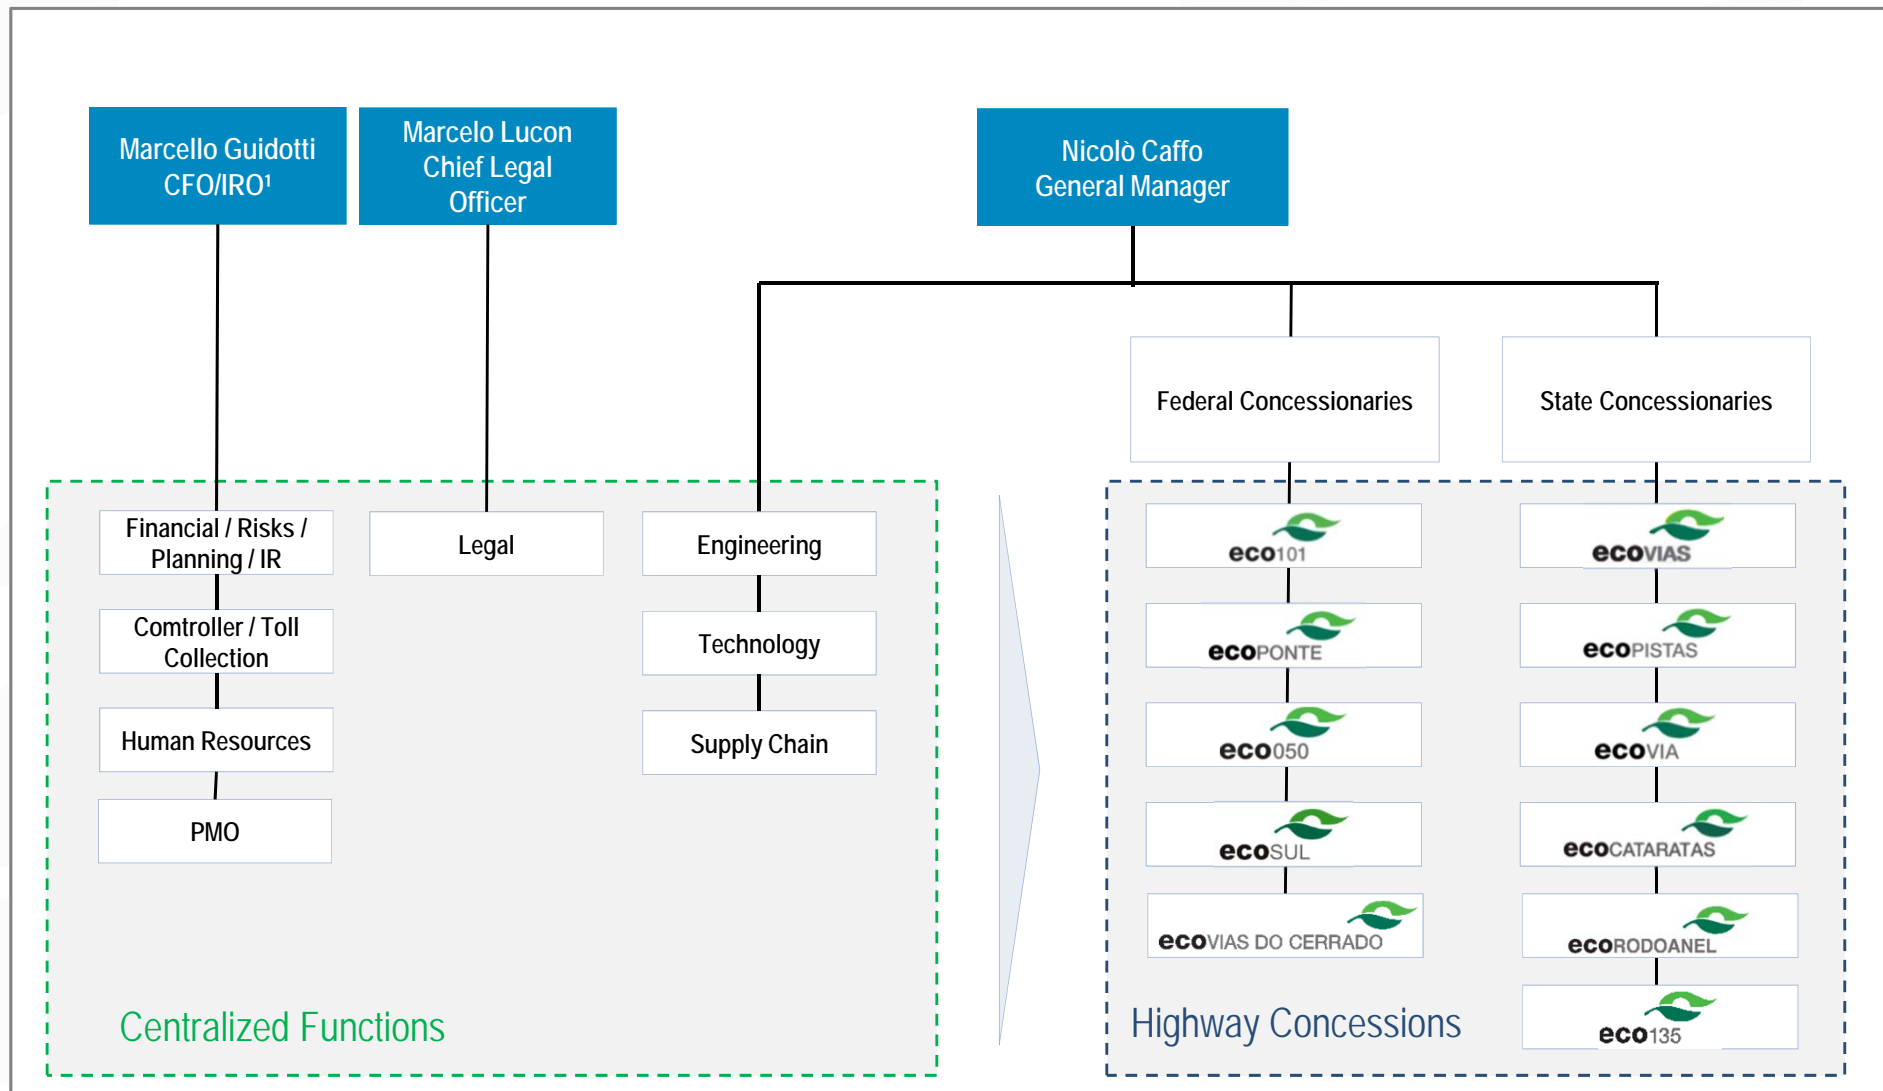 Marcello Guidotti
CFO/IRO¹
Marcelo Lucon
Chief Legal
Officer
Nicolò Caffo
General Manager
Federal Concessionaries
State Concessionaries
Financial / Risks /
Planning / IR
Comtroller / Toll
Collection
Human Resources
PMO
Legal
Engineering
Technology
Supply Chain
eco101
ecoPONTE
eco050
ecoSUL
ecoVIAS DO CERRADO
ecoVIAS
ecoPISTAS
ecoVIA
ecoCATARATAS
ecoRODOANEL
eco135
Centralized Functions
Highway Concessions